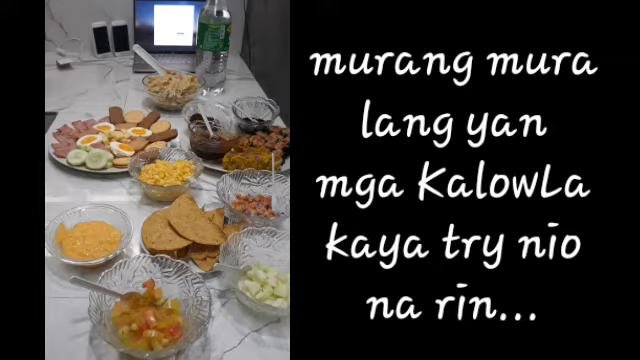 murang mura
lang yan
mga KalowLa
kaya try nio
na rin...